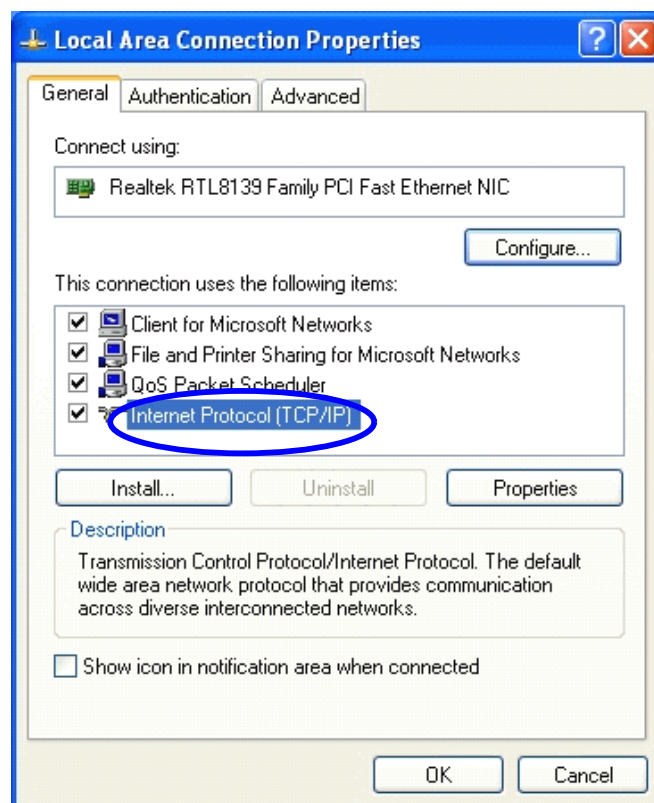 Local Area Connection Properties
General Authentication Advanced
Connect using:
Realtek RTL8139 Family PCI Fast Ethernet NIC
Configure...
This connection uses the following items:
Client for Microsoft Networks
File and Printer Sharing for Microsoft Networks
QoS Packet Scheduler
Internet Protocol (TCP/IP)
Install... Uninstall Properties
Description
Transmission Control Protocol/Internet Protocol. The default
wide area network protocol that provides communication
across diverse interconnected networks.
Show icon in notification area when connected
OK Cancel